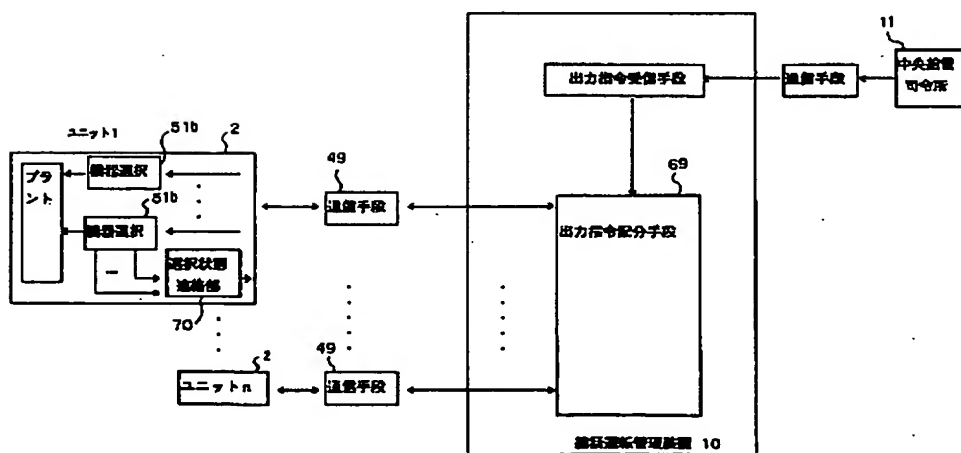 11
出力指令受信手段
通信手段
中央給電
司令所
ユニット1
51b
2
プラント
機器選択
49
通信手段
69
51b
機器選択
出力指令配分手段
選択状態
連絡部
70
2
ユニットn
49
通信手段
総括運転管理装置 10